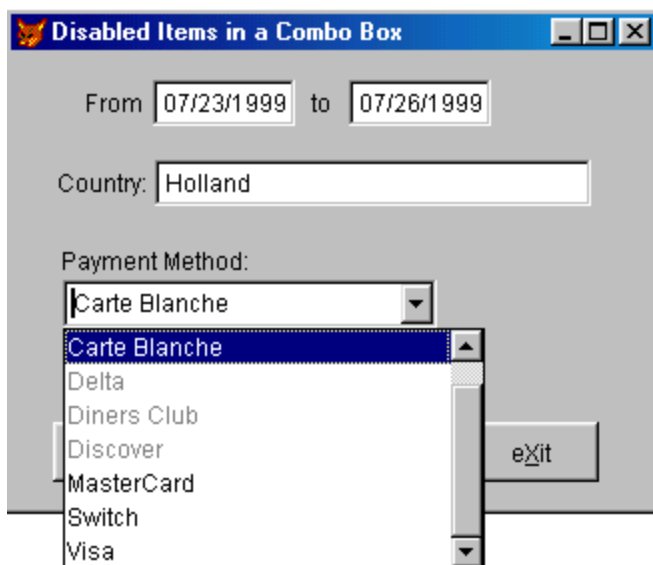 Disabled Items in a Combo Box
From 07/23/1999 to 07/26/1999
Country: Holland
Payment Method:
Carte Blanche
Carte Blanche
Delta
Diners Club
Discover
eXit
MasterCard
Switch
Visa